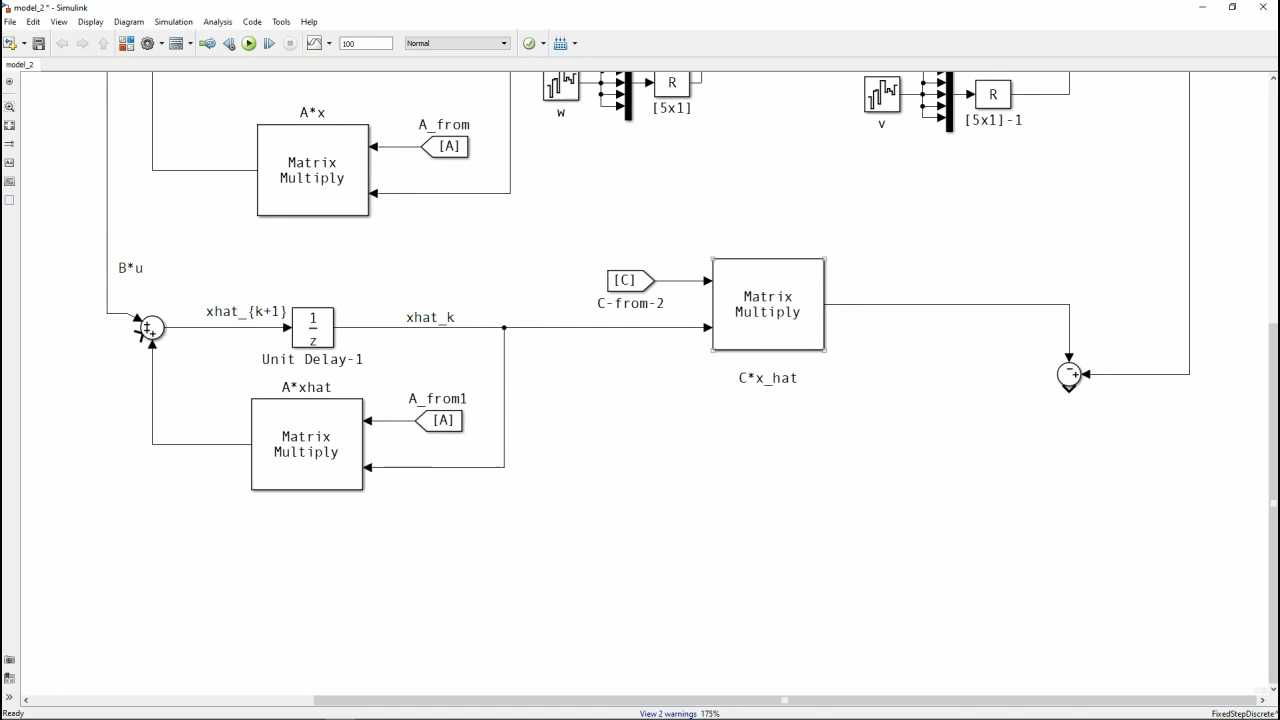 model_2 * - Simulink
File Edit View Display Diagram Simulation Analysis Code Tools Help
100 Normal
model_2
w
R
[5x1]
v
R
[5x1]-1
A*x
Matrix
Multiply
A_from
[A]
B*u
xhat_{k+1}
1
z
Unit Delay-1
xhat_k
[C]
C-from-2
Matrix
Multiply
C*x_hat
A*xhat
Matrix
Multiply
A_from1
[A]
Ready View 2 warnings 175% FixedStepDiscrete